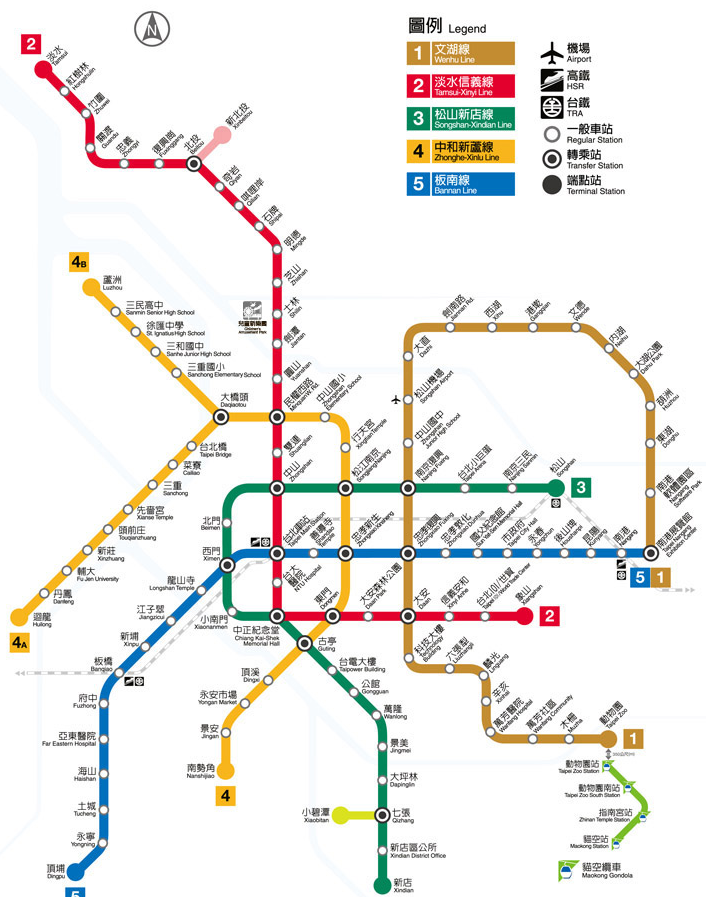 圖例 Legend
1 文湖線
Wenhu Line
2 淡水信義線
Tamsui-Xinyi Line
3 松山新店線
Songshan-Xindian Line
4 中和新蘆線
Zhonghe-Xinlu Line
5 板南線
Bannan Line
機場
Airport
高鐵
HSR
台鐵
TRA
一般車站
Regular Station
轉乘站
Transfer Station
端點站
Terminal Station
N
2
淡水
Tamsui
紅樹林
Hongshulin
竹圍
Zhuwei
關渡
Guandu
忠義
Zhongyi
復興崗
Fuxinggang
北投
Beitou
新北投
Xinbeitou
奇岩
Qiyan
唭哩岸
Qilian
石牌
Shipai
明德
Mingde
芝山
Zhishan
士林
Shilin
兒童新樂園
Children's
Amusement Park
劍潭
Jiantan
圓山
Yuanshan
民權西路
Minquan W. Rd.
雙連
Shuanglian
中山
Zhongshan
台北車站
Taipei Main Station
台大
醫院
NTU Hospital
中正紀念堂
Chiang Kai-Shek
Memorial Hall
東門
Dongmen
大安森林公園
Daan Park
大安
Daan
信義安和
Xinyi Anhe
台北101/世貿
Taipei 101/World Trade Center
象山
Xiangshan
2
4B
蘆洲
Luzhou
三民高中
Sanmin Senior High School
徐匯中學
St. Ignatius High School
三和國中
Sanhe Junior High School
三重國小
Sanchong Elementary School
大橋頭
Daqiaotou
台北橋
Taipei Bridge
菜寮
Cailiao
三重
Sanchong
先嗇宮
Xianse Temple
頭前庄
Touqianzhuang
新莊
Xinzhuang
輔大
Fu Jen University
丹鳳
Danfeng
迴龍
Huilong
4A
中山國小
Zhongshan
Elementary School
行天宮
Xingtian Temple
松江南京
Songjiang Nanjing
忠孝新生
Zhongxiao Xinsheng
古亭
Guting
頂溪
Dingxi
永安市場
Yongan Market
景安
Jingan
南勢角
Nanshijiao
4
松山
Songshan
3
南京三民
Nanjing Sanmin
台北小巨蛋
Taipei Arena
南京復興
Nanjing Fuxing
北門
Beimen
西門
Ximen
小南門
Xiaonanmen
台電大樓
Taipower Building
公館
Gongguan
萬隆
Wanlong
景美
Jingmei
大坪林
Dapinglin
七張
Qizhang
小碧潭
Xiaobitan
新店區公所
Xindian District Office
新店
Xindian
善導寺
Shandao
Temple
忠孝復興
Zhongxiao Fuxing
忠孝敦化
Zhongxiao Dunhua
國父紀念館
Sun Yat-Sen Memorial Hall
市政府
Taipei City Hall
永春
Yongchun
後山埤
Houshanpi
昆陽
Kunyang
南港
Nangang
南港展覽館
Taipei Nangang
Exhibition Center
5 1
龍山寺
Longshan Temple
江子翠
Jiangzicui
新埔
Xinpu
板橋
Banqiao
府中
Fuzhong
亞東醫院
Far Eastern Hospital
海山
Haishan
土城
Tucheng
永寧
Yongning
頂埔
Dingpu
5
劍南路
Jiannan Rd.
西湖
Xihu
港墘
Gangqian
文德
Wende
內湖
Neihu
大湖公園
Dahu Park
葫洲
Huzhou
東湖
Donghu
南港
軟體園區
Nangang
Software Park
大直
Dazhi
松山機場
Songshan Airport
中山國中
Zhongshan
Junior High School
科技大樓
Technology
Building
六張犁
Liuzhangli
麟光
Linguang
辛亥
Xinhai
萬芳醫院
Wanfang Hospital
萬芳社區
Wanfang Community
木柵
Muzha
動物園
Taipei Zoo
1
動物園站
Taipei Zoo Station
動物園南站
Taipei Zoo South Station
指南宮站
Zhinan Temple Station
貓空站
Maokong Station
貓空纜車
Maokong Gondola